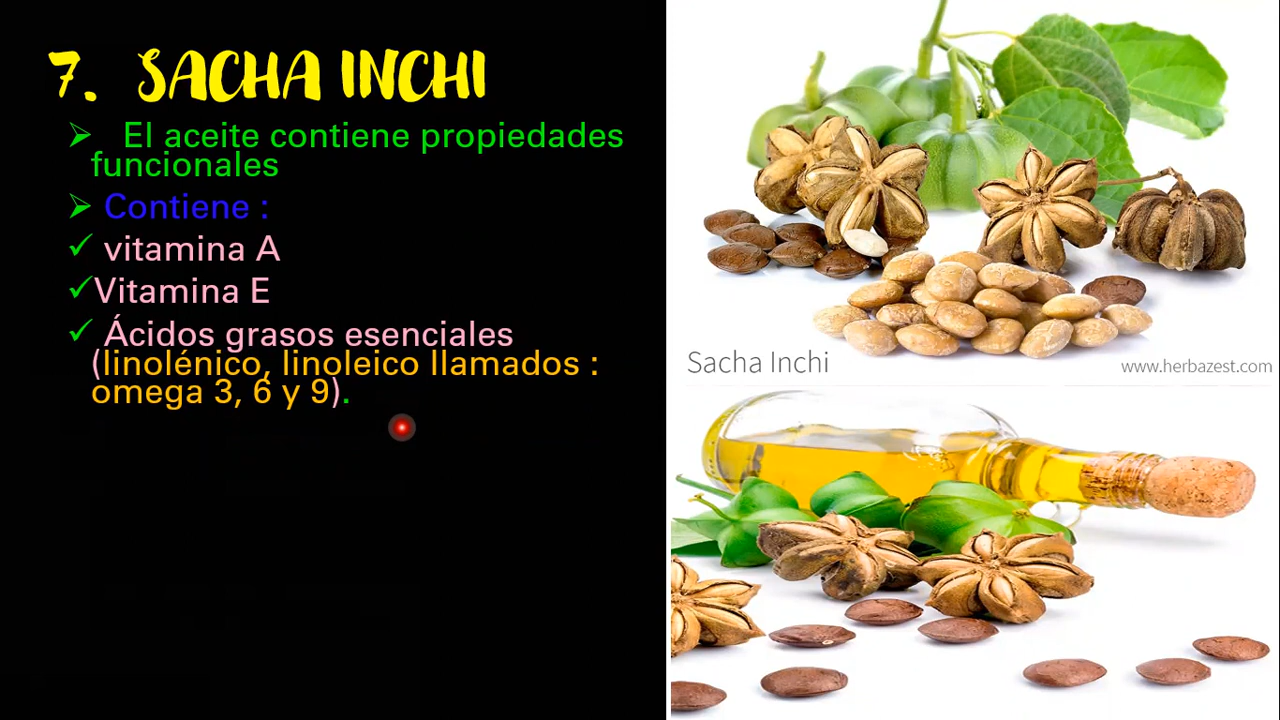 7. SACHA INCHI
➢ El aceite contiene propiedades
funcionales
➢ Contiene :
✓ vitamina A
✓Vitamina E
✓ Ácidos grasos esenciales
(linolénico, linoleico llamados :
omega 3, 6 y 9).
Sacha Inchi
www.herbazest.com